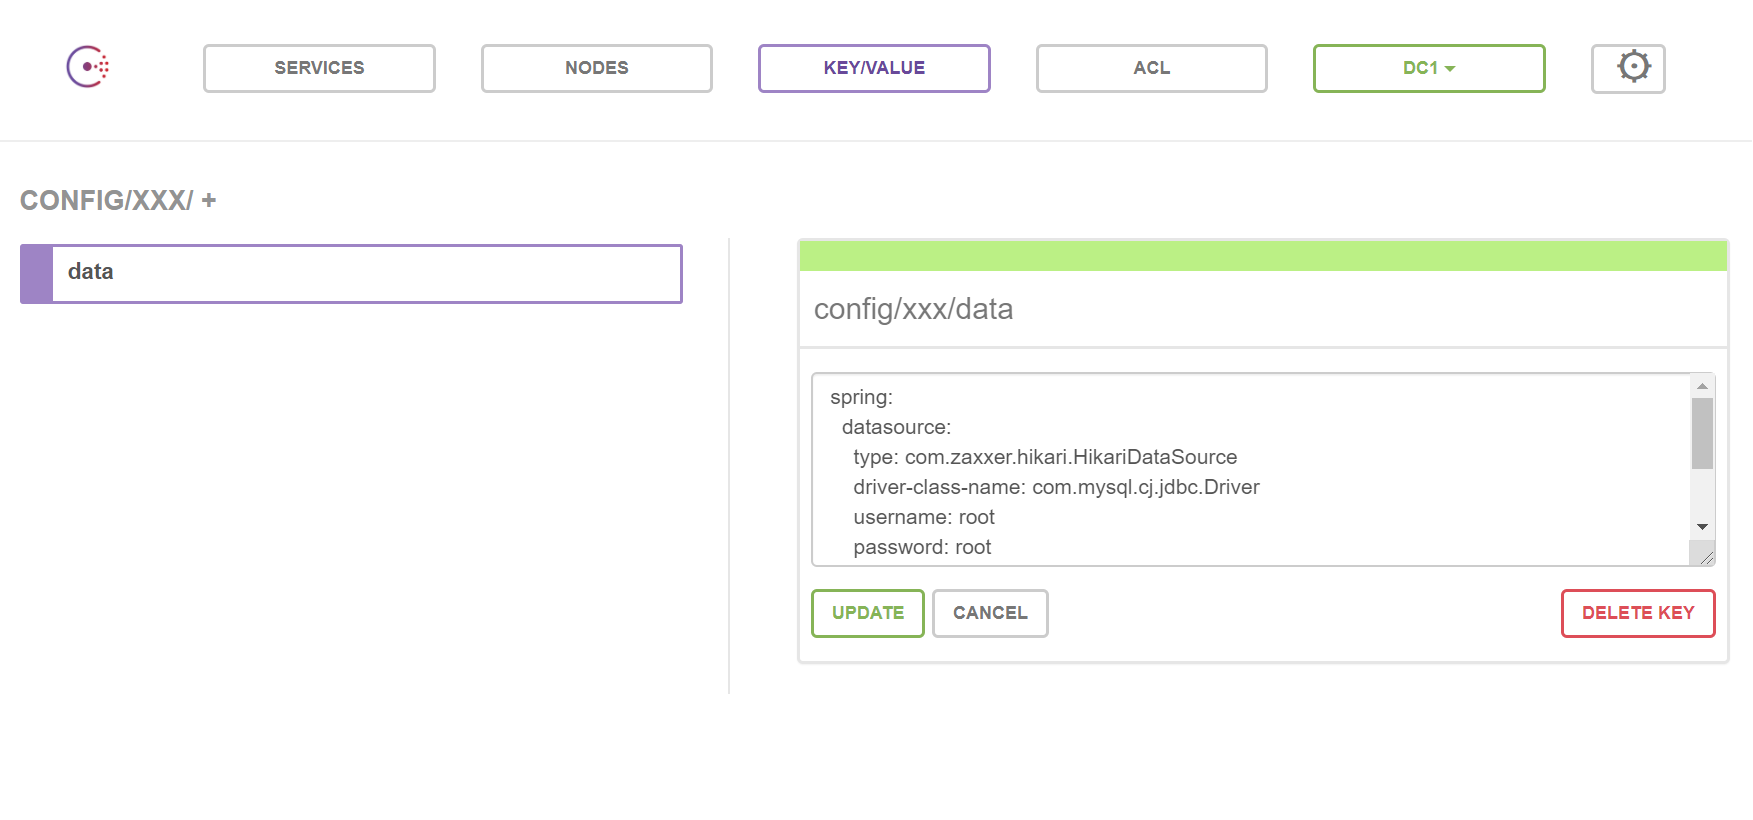 SERVICES
NODES
KEY/VALUE
ACL
DC1
CONFIG/XXX/ +
data
config/xxx/data
spring:
datasource:
type: com.zaxxer.hikari.HikariDataSource
driver-class-name: com.mysql.cj.jdbc.Driver
username: root
password: root
UPDATE
CANCEL
DELETE KEY